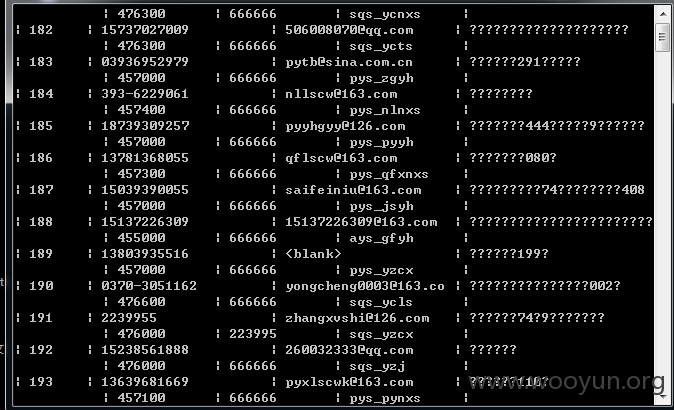 ¦ 476300 ¦ 666666 ¦ sqs_ycnxs ¦
¦ 182 ¦ 15737027009 ¦ 506008070@qq.com ¦ ????????????????????
¦ 476300 ¦ 666666 ¦ sqs_ycts ¦
¦ 183 ¦ 03936952979 ¦ pytb@sina.com.cn ¦ ??????291?????
¦ 457000 ¦ 666666 ¦ pys_zgyh ¦
¦ 184 ¦ 393-6229061 ¦ nllscw@163.com ¦ ????????
¦ 457400 ¦ 666666 ¦ pys_nlnxs ¦
¦ 185 ¦ 18739309257 ¦ pyyhgyy@126.com ¦ ???????444?????9??????
¦ 457000 ¦ 666666 ¦ pys_pyyh ¦
¦ 186 ¦ 13781368055 ¦ qflscw@163.com ¦ ???????080?
¦ 457300 ¦ 666666 ¦ pys_qfxnxs ¦
¦ 187 ¦ 15039390055 ¦ saifeiniu@163.com ¦ ?????????74????????408
¦ 457000 ¦ 666666 ¦ pys_jsyh ¦
¦ 188 ¦ 15137226309 ¦ 15137226309@163.com ¦ ???????????????????????
¦ 455000 ¦ 666666 ¦ ays_gfyh ¦
¦ 189 ¦ 13803935516 ¦ <blank> ¦ ??????199?
¦ 457000 ¦ 666666 ¦ pys_yzcx ¦
¦ 190 ¦ 0370-3051162 ¦ yongcheng0003@163.co ¦ ???????????????002?
¦ 476600 ¦ 666666 ¦ sqs_ycls ¦
¦ 191 ¦ 2239955 ¦ zhangxvshi@126.com ¦ ??????74?9???????
¦ 476000 ¦ 223995 ¦ sqs_yzcx ¦
¦ 192 ¦ 15238561888 ¦ 260032333@qq.com ¦ ??????
¦ 476000 ¦ 666666 ¦ sqs_yzj ¦
¦ 193 ¦ 13639681669 ¦ pyxlscwk@163.com ¦ ??????110?
¦ 457100 ¦ 666666 ¦ pys_pynxs ¦
www.wooyun.org